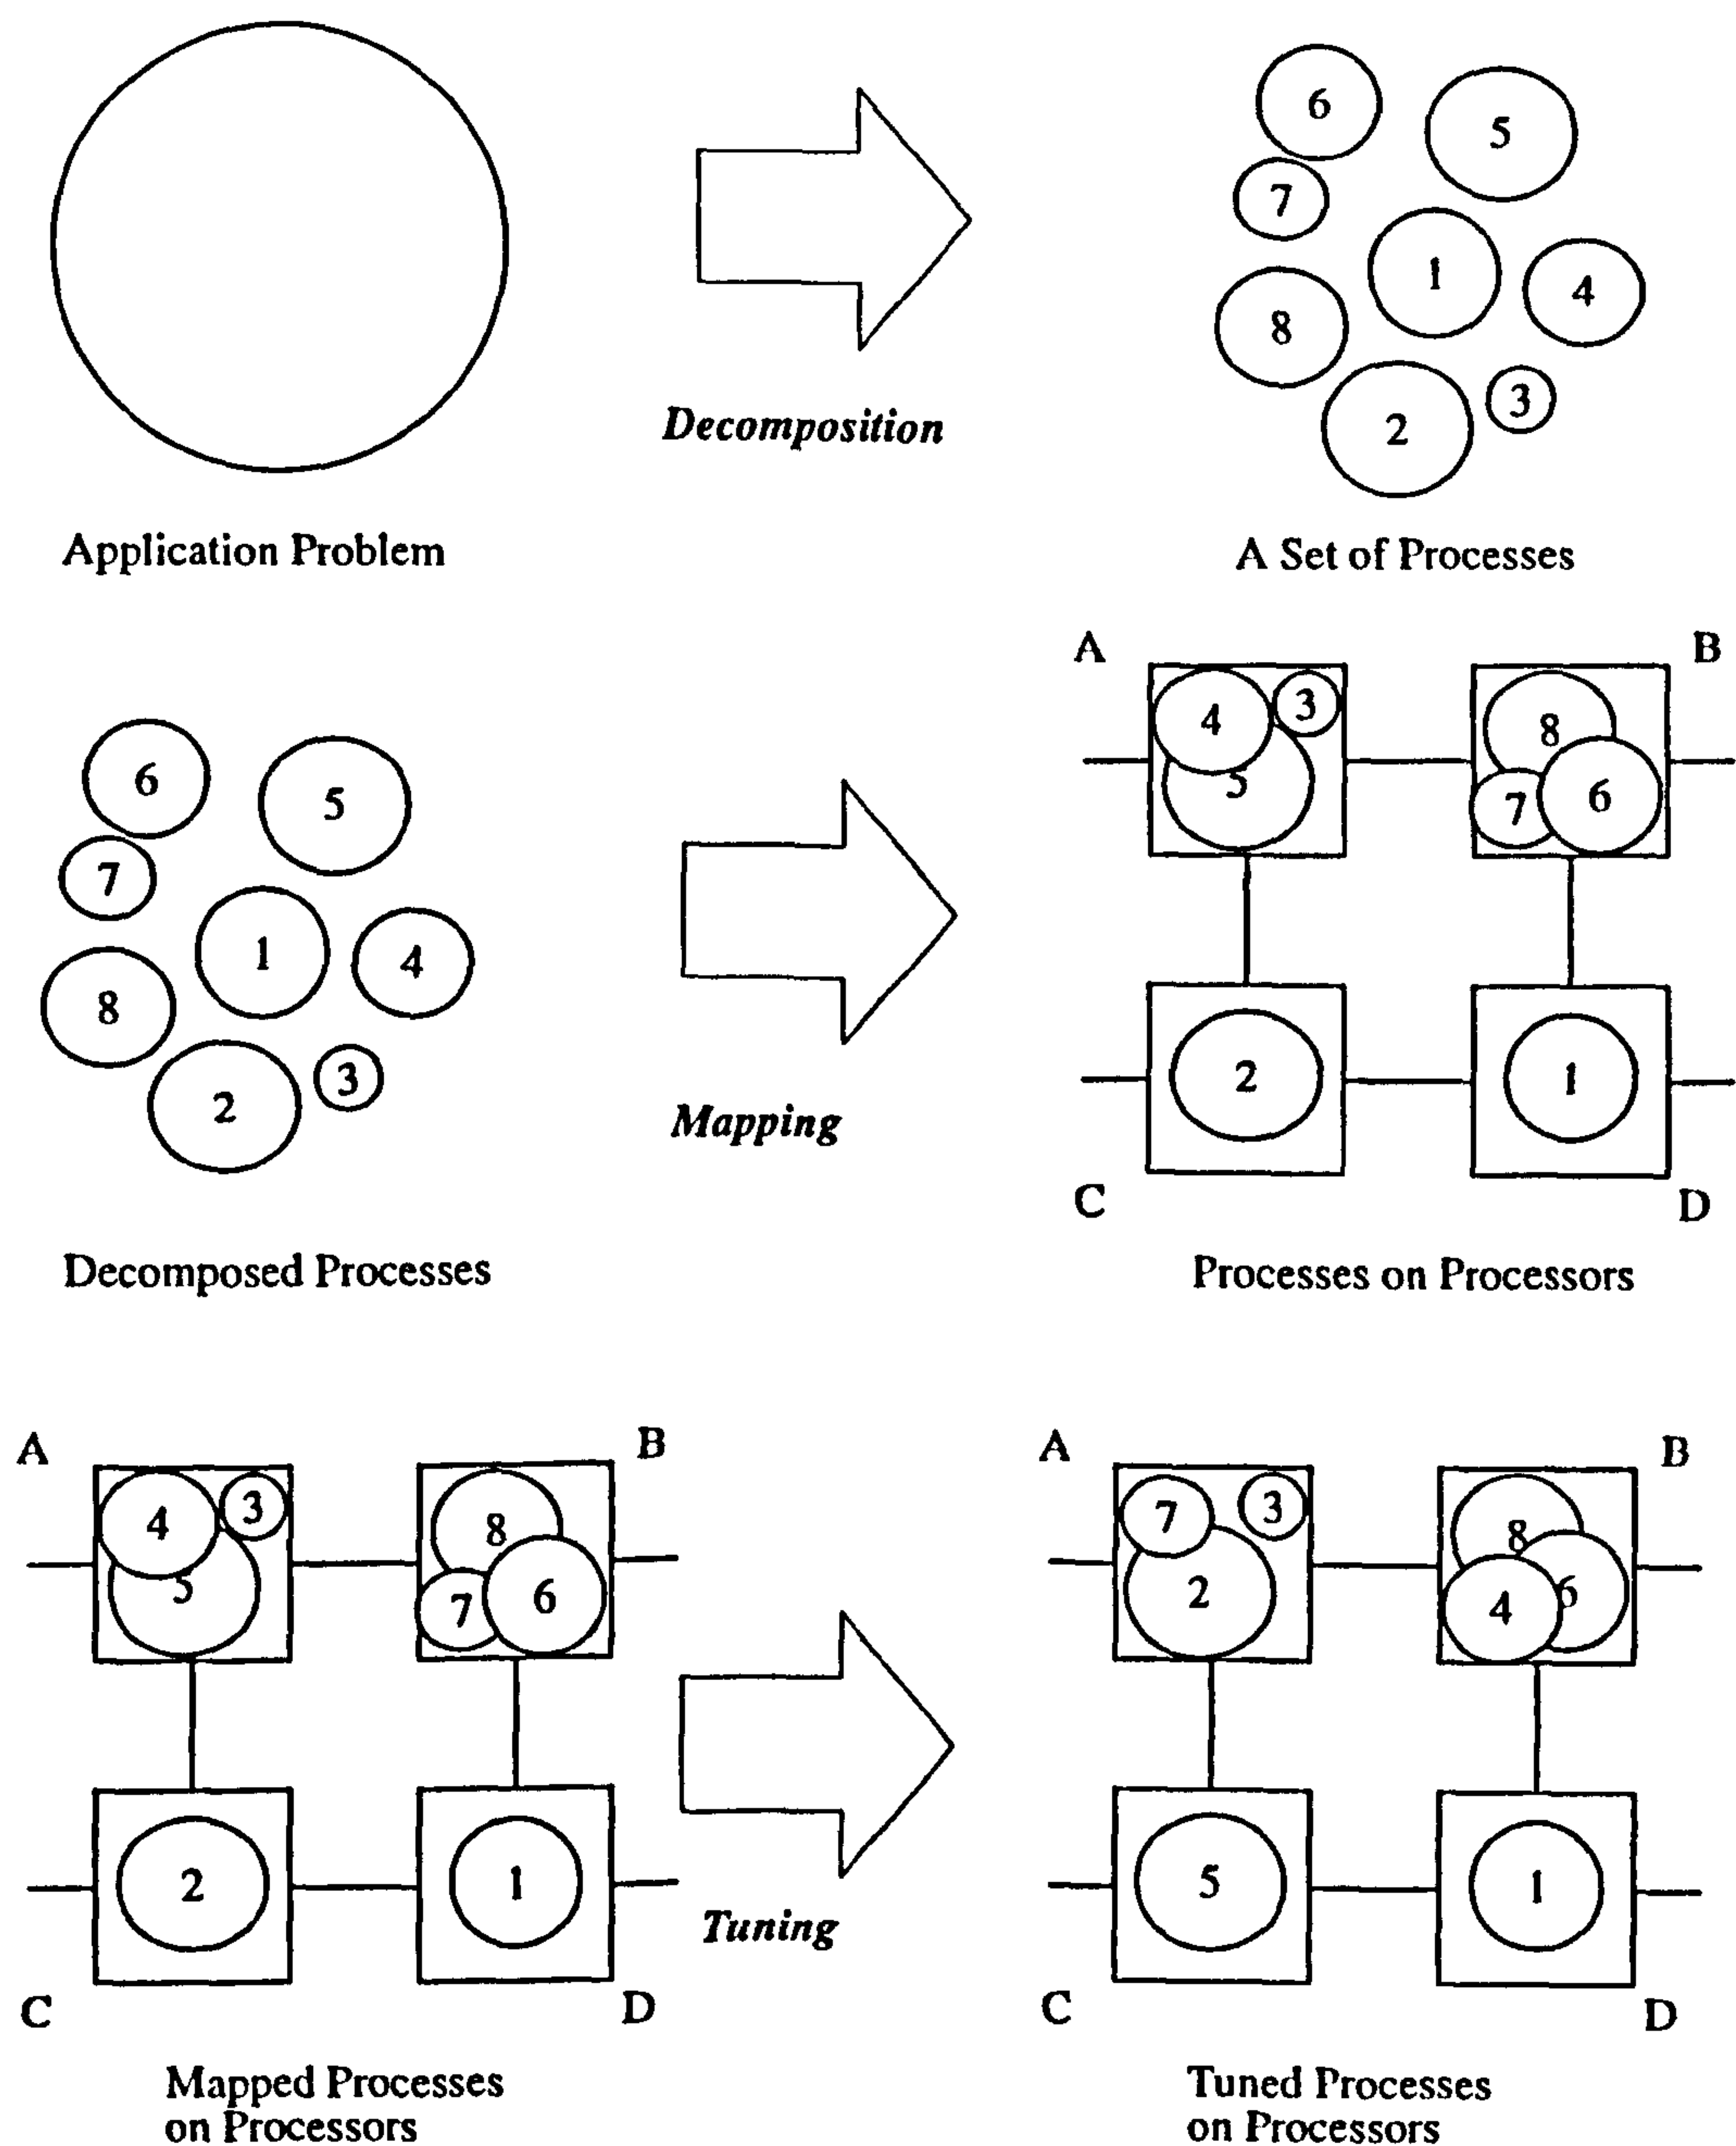 6
5
7
1
4
8
3
2
Decomposition
Application Problem
A Set of Processes
A
B
4
3
8
5
7
6
6
5
7
1
4
8
3
2
2
1
Mapping
C
D
Decomposed Processes
Processes on Processors
A
B
4
3
8
5
7
6
2
1
C
D
Tuning
A
B
7
3
8
2
4
6
5
1
C
D
Mapped Processes
on Processors
Tuned Processes
on Processors